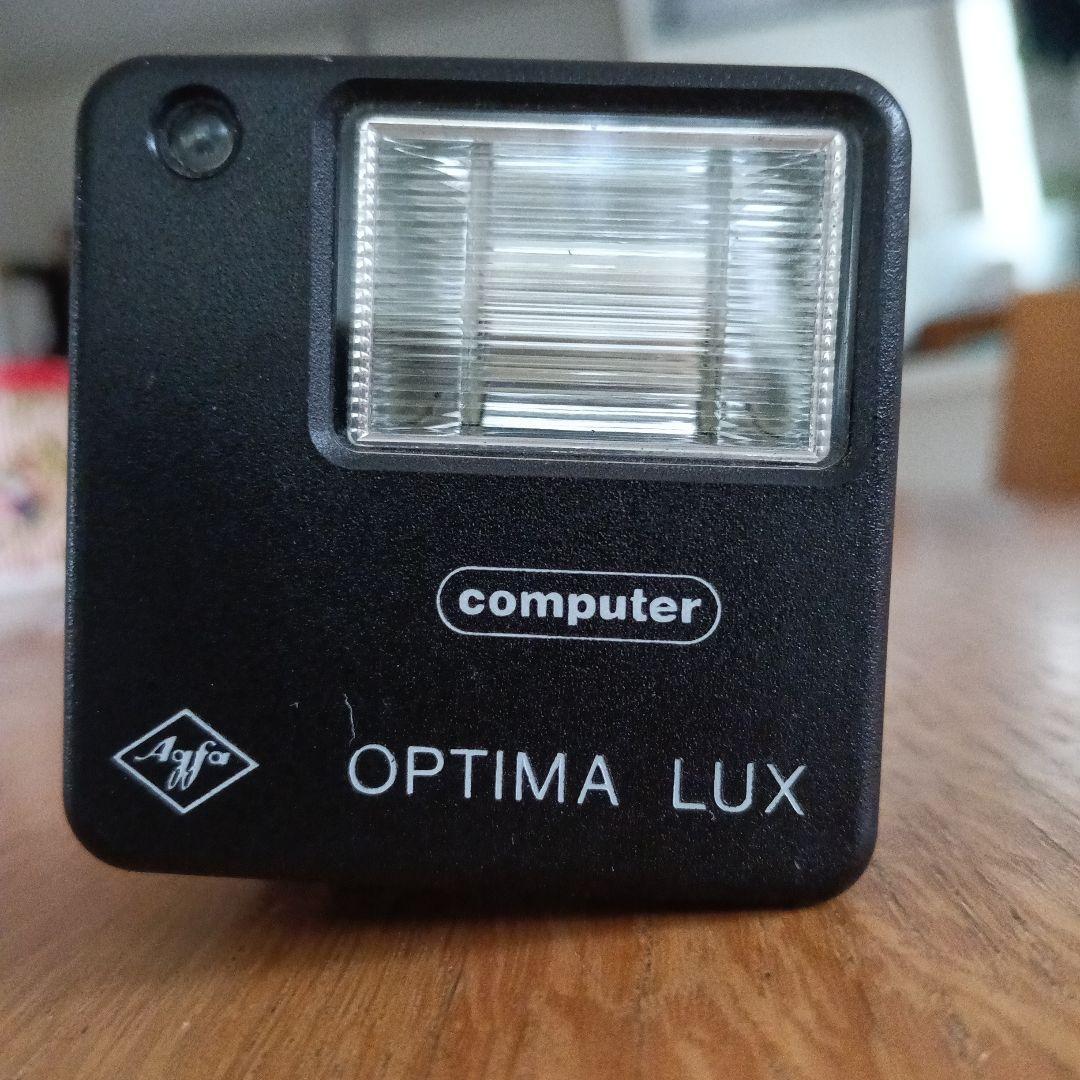 computer
Agfa
OPTIMA LUX